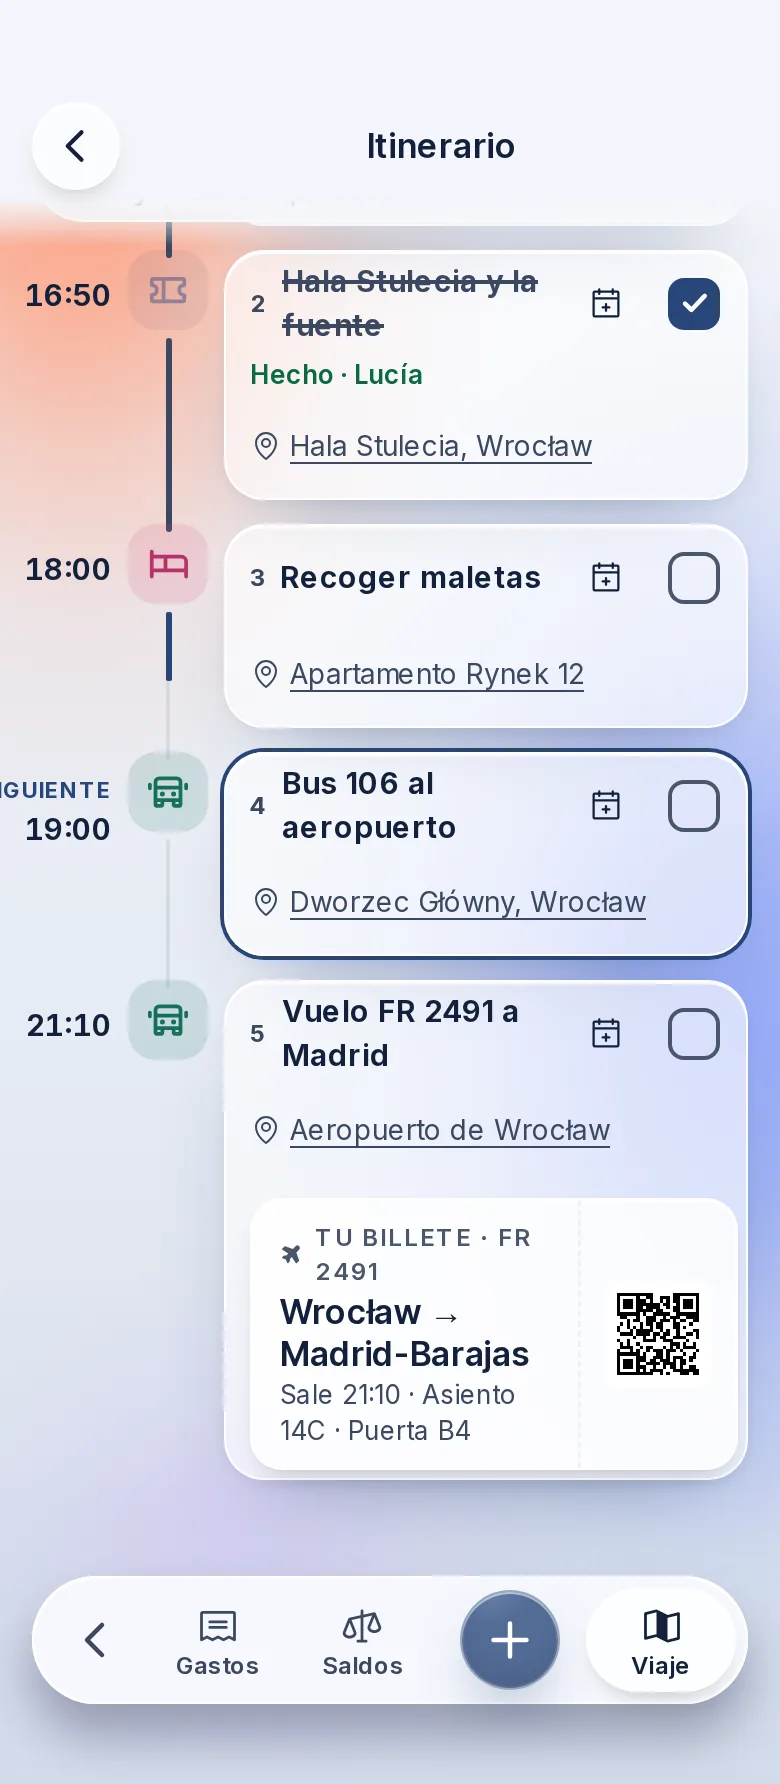 Itinerario
16:50
2
Hala Stulecia y la
fuente
Hecho · Lucía
Hala Stulecia, Wrocław
18:00
3 Recoger maletas
Apartamento Rynek 12
IGUIENTE
19:00
4
Bus 106 al
aeropuerto
Dworzec Główny, Wrocław
21:10
5
Vuelo FR 2491 a
Madrid
Aeropuerto de Wrocław
TU BILLETE · FR
2491
Wrocław →
Madrid-Barajas
Sale 21:10 · Asiento
14C · Puerta B4
Gastos
Saldos
Viaje